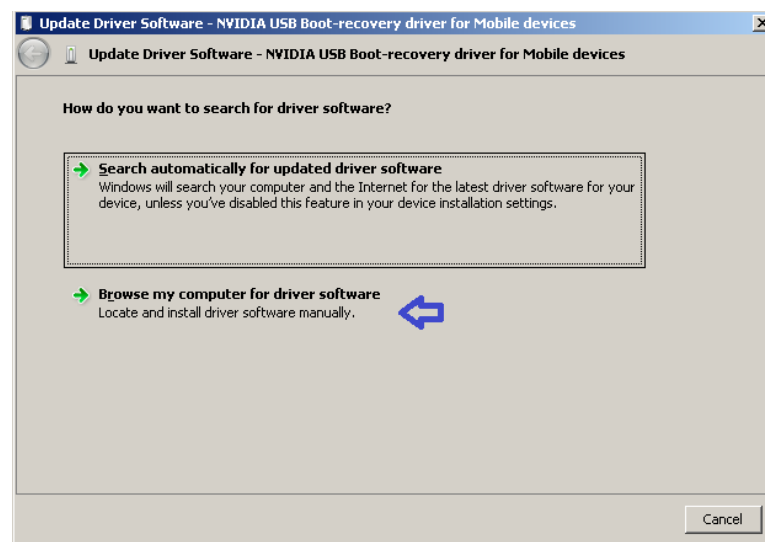 Update Driver Software - NVIDIA USB Boot-recovery driver for Mobile devices
Update Driver Software - NVIDIA USB Boot-recovery driver for Mobile devices
How do you want to search for driver software?
Search automatically for updated driver software
Windows will search your computer and the Internet for the latest driver software for your
device, unless you've disabled this feature in your device installation settings.
Browse my computer for driver software
Locate and install driver software manually.
Cancel